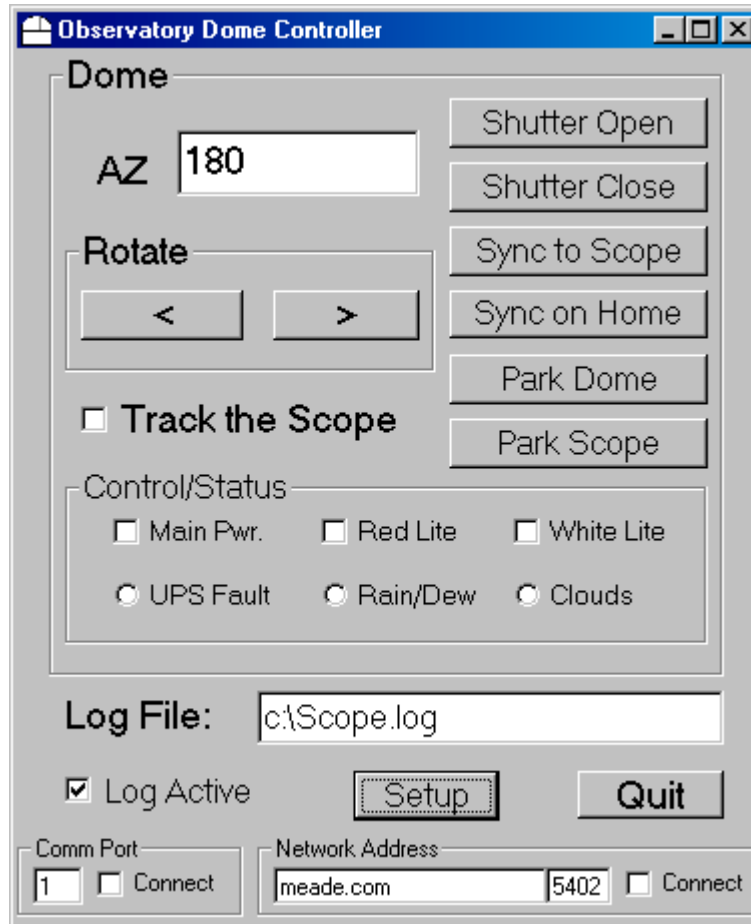 Observatory Dome Controller
Dome
AZ 180
Shutter Open
Shutter Close
Rotate
< >
Sync to Scope
Sync on Home
Park Dome
Track the Scope
Park Scope
Control/Status
Main Pwr. Red Lite White Lite
UPS Fault Rain/Dew Clouds
Log File: c:\Scope.log
Log Active Setup Quit
Comm Port Network Address
1 Connect meade.com 5402 Connect